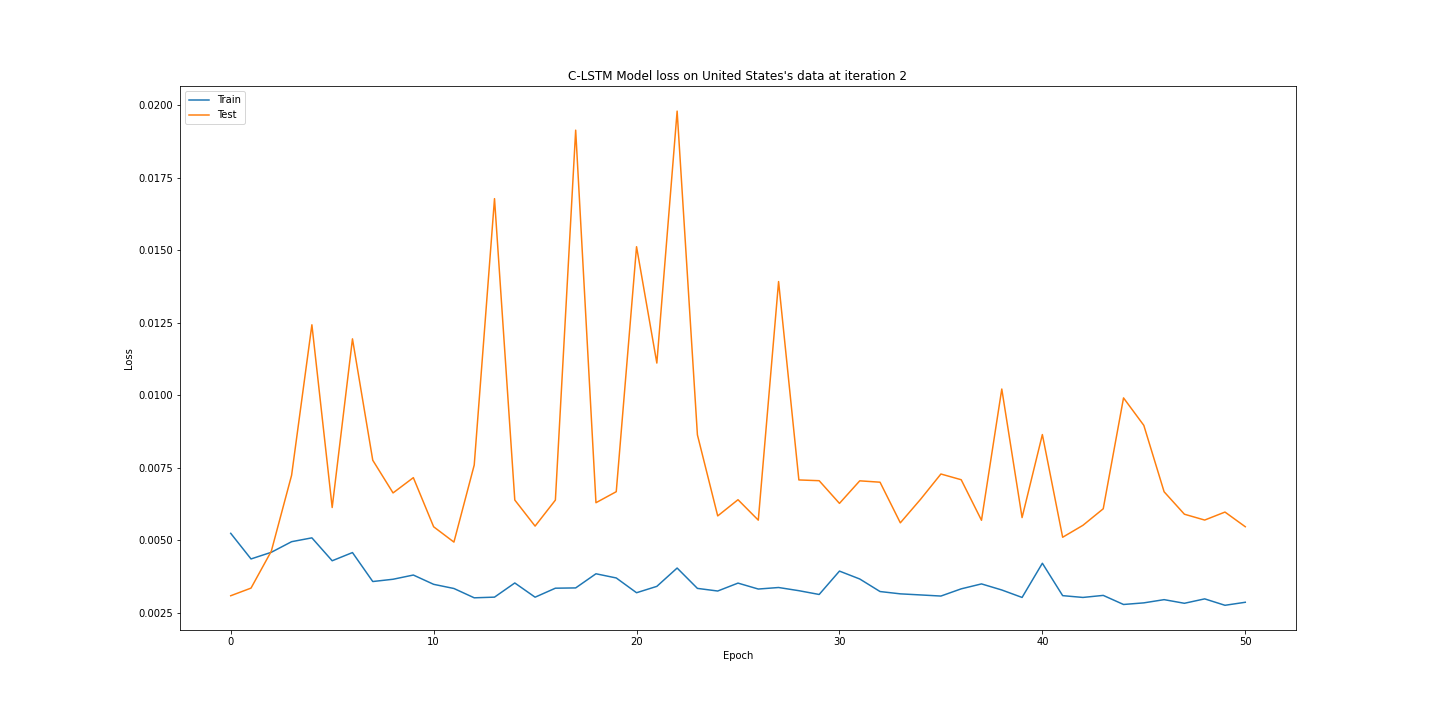 C-LSTM Model loss on United States's data at iteration 2
Train
Test
0.0200
0.0175
0.0150
0.0125
0.0100
0.0075
0.0050
0.0025
Loss
0 10 20 30 40 50
Epoch